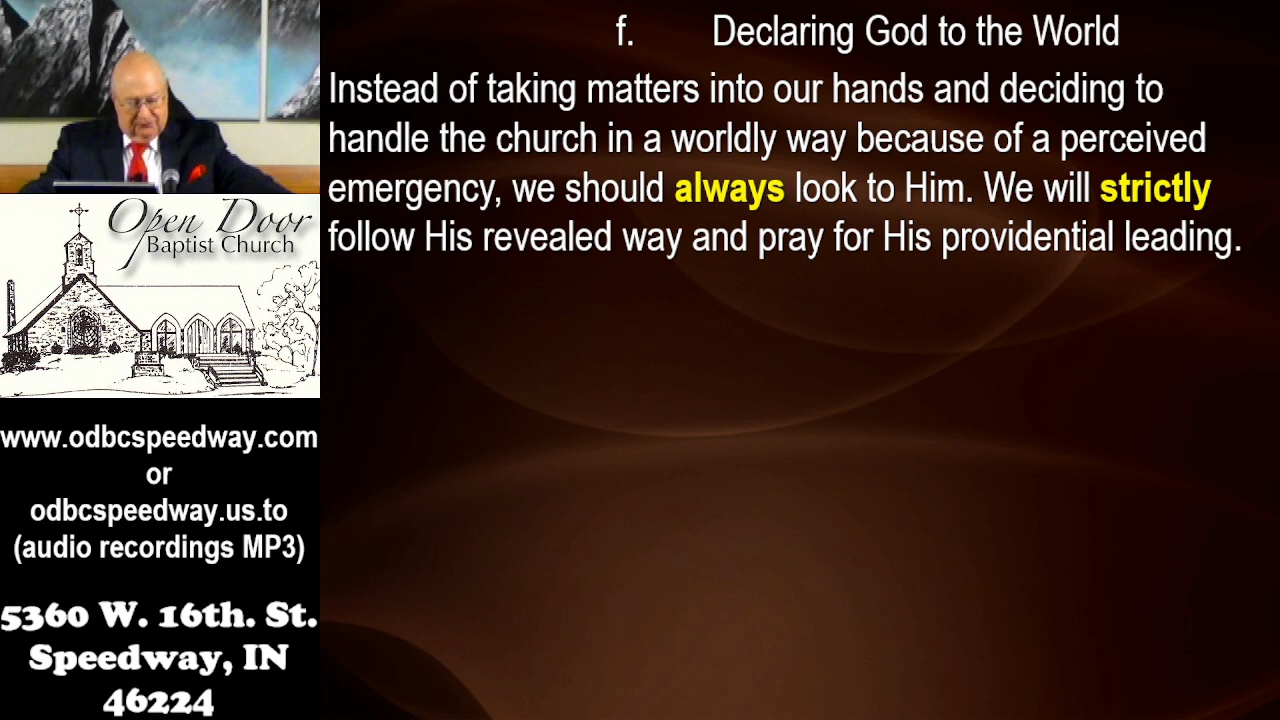 f. Declaring God to the World
Instead of taking matters into our hands and deciding to
handle the church in a worldly way because of a perceived
emergency, we should always look to Him. We will strictly
follow His revealed way and pray for His providential leading.
Open Door
Baptist Church
www.odbcspeedway.com
or
odbcspeedway.us.to
(audio recordings MP3)
5360 W. 16th. St.
Speedway, IN
46224